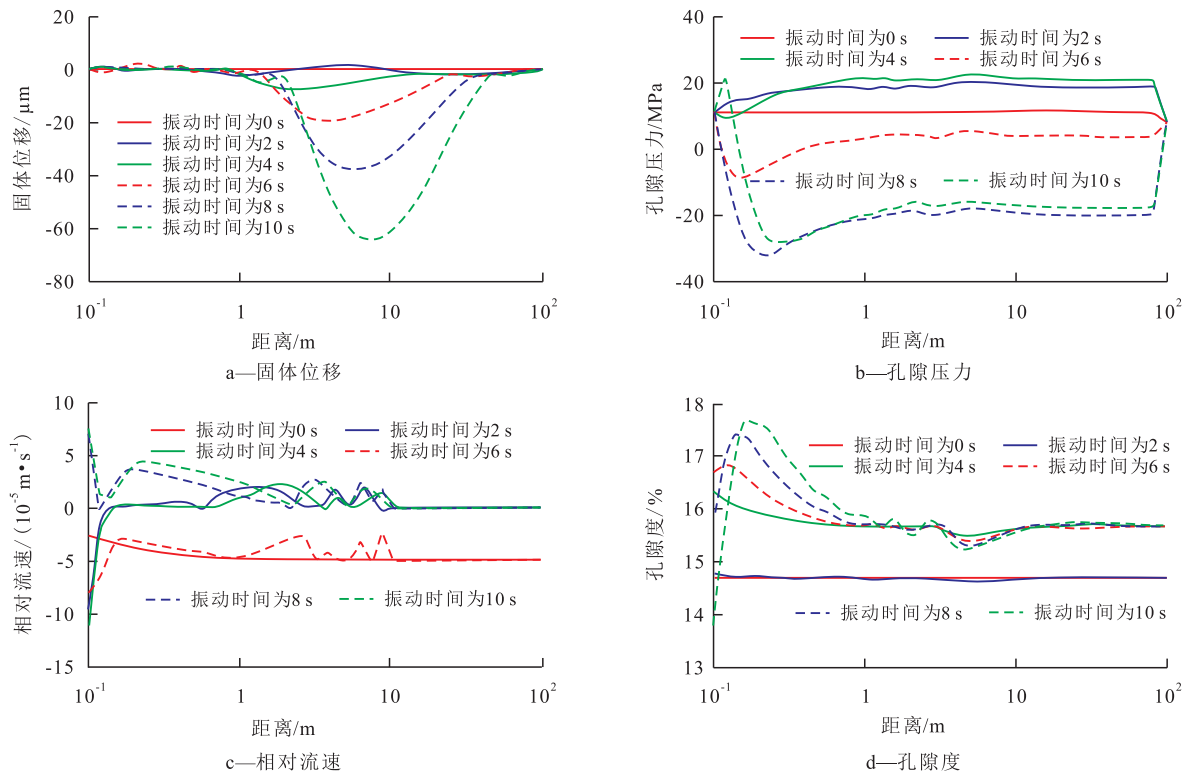 20
0
-20
-40
-60
-80
固体位移/μm
振动时间为0 s
振动时间为2 s
振动时间为4 s
振动时间为6 s
振动时间为8 s
振动时间为10 s
10-1 1 10 102
距离/m
a—固体位移
40
20
0
-20
-40
孔隙压力/MPa
振动时间为0 s 振动时间为2 s
振动时间为4 s 振动时间为6 s
振动时间为8 s 振动时间为10 s
10-1 1 10 102
距离/m
b—孔隙压力
10
5
0
-5
-10
-15
相对流速/(10-5m•s-1)
振动时间为0 s 振动时间为2 s
振动时间为4 s 振动时间为6 s
振动时间为8 s 振动时间为10 s
10-1 1 10 102
距离/m
c—相对流速
18
17
16
15
14
13
孔隙度/%
振动时间为0 s 振动时间为2 s
振动时间为4 s 振动时间为6 s
振动时间为8 s 振动时间为10 s
10-1 1 10 102
距离/m
d—孔隙度